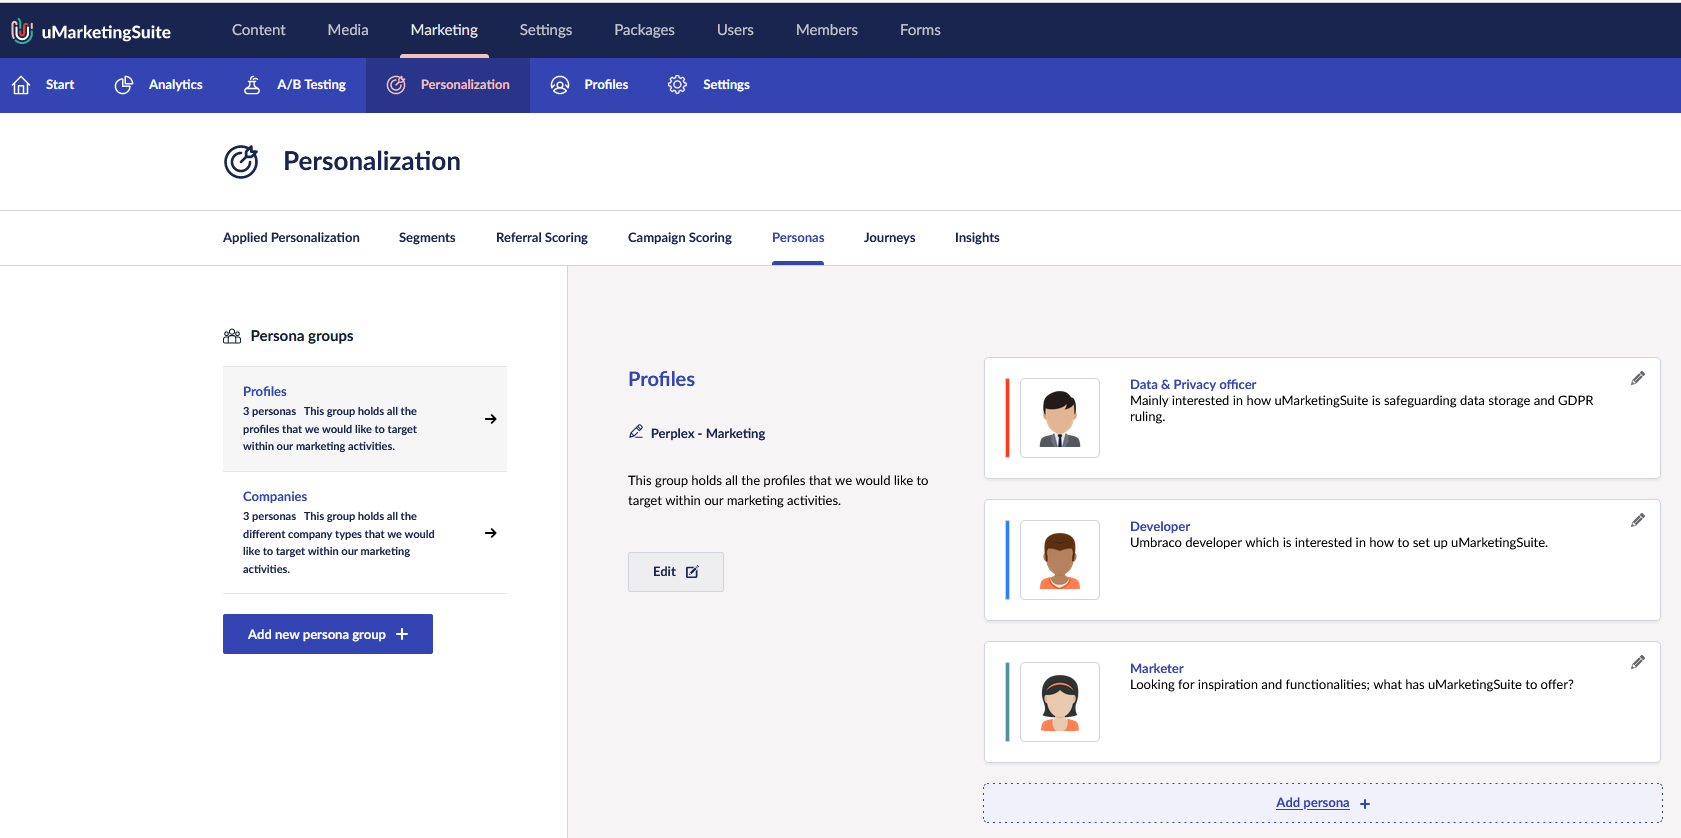 uMarketingSuite
Content Media Marketing Settings Packages Users Members Forms
Start Analytics A/B Testing Personalization Profiles Settings
Personalization
Applied Personalization Segments Referral Scoring Campaign Scoring Personas Journeys Insights
Persona groups
Profiles
3 personas This group holds all the
profiles that we would like to target
within our marketing activities.
Companies
3 personas This group holds all the
different company types that we would
like to target within our marketing
activities.
Add new persona group +
Profiles
Perplex - Marketing
This group holds all the profiles that we would like to
target within our marketing activities.
Edit
Data & Privacy officer
Mainly interested in how uMarketingSuite is safeguarding data storage and GDPR
ruling.
Developer
Umbraco developer which is interested in how to set up uMarketingSuite.
Marketer
Looking for inspiration and functionalities; what has uMarketingSuite to offer?
Add persona +